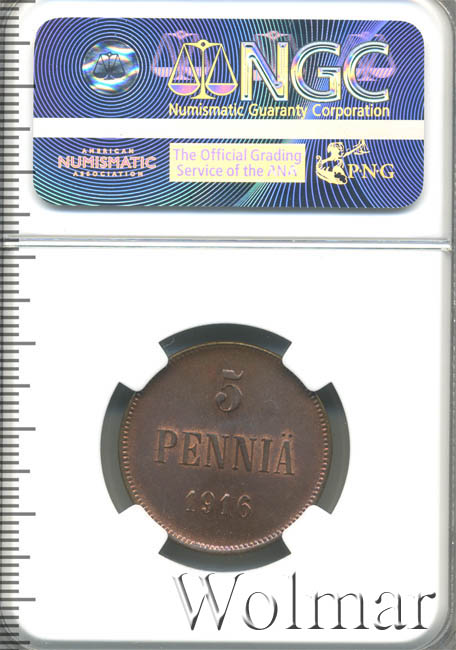 NGC
Numismatic Guaranty Corporation
AMERICAN
NUMISMATIC
ASSOCIATION
The Official Grading
Service of the PNG
PNG
5
PENNIÄ
1916
Wolmar